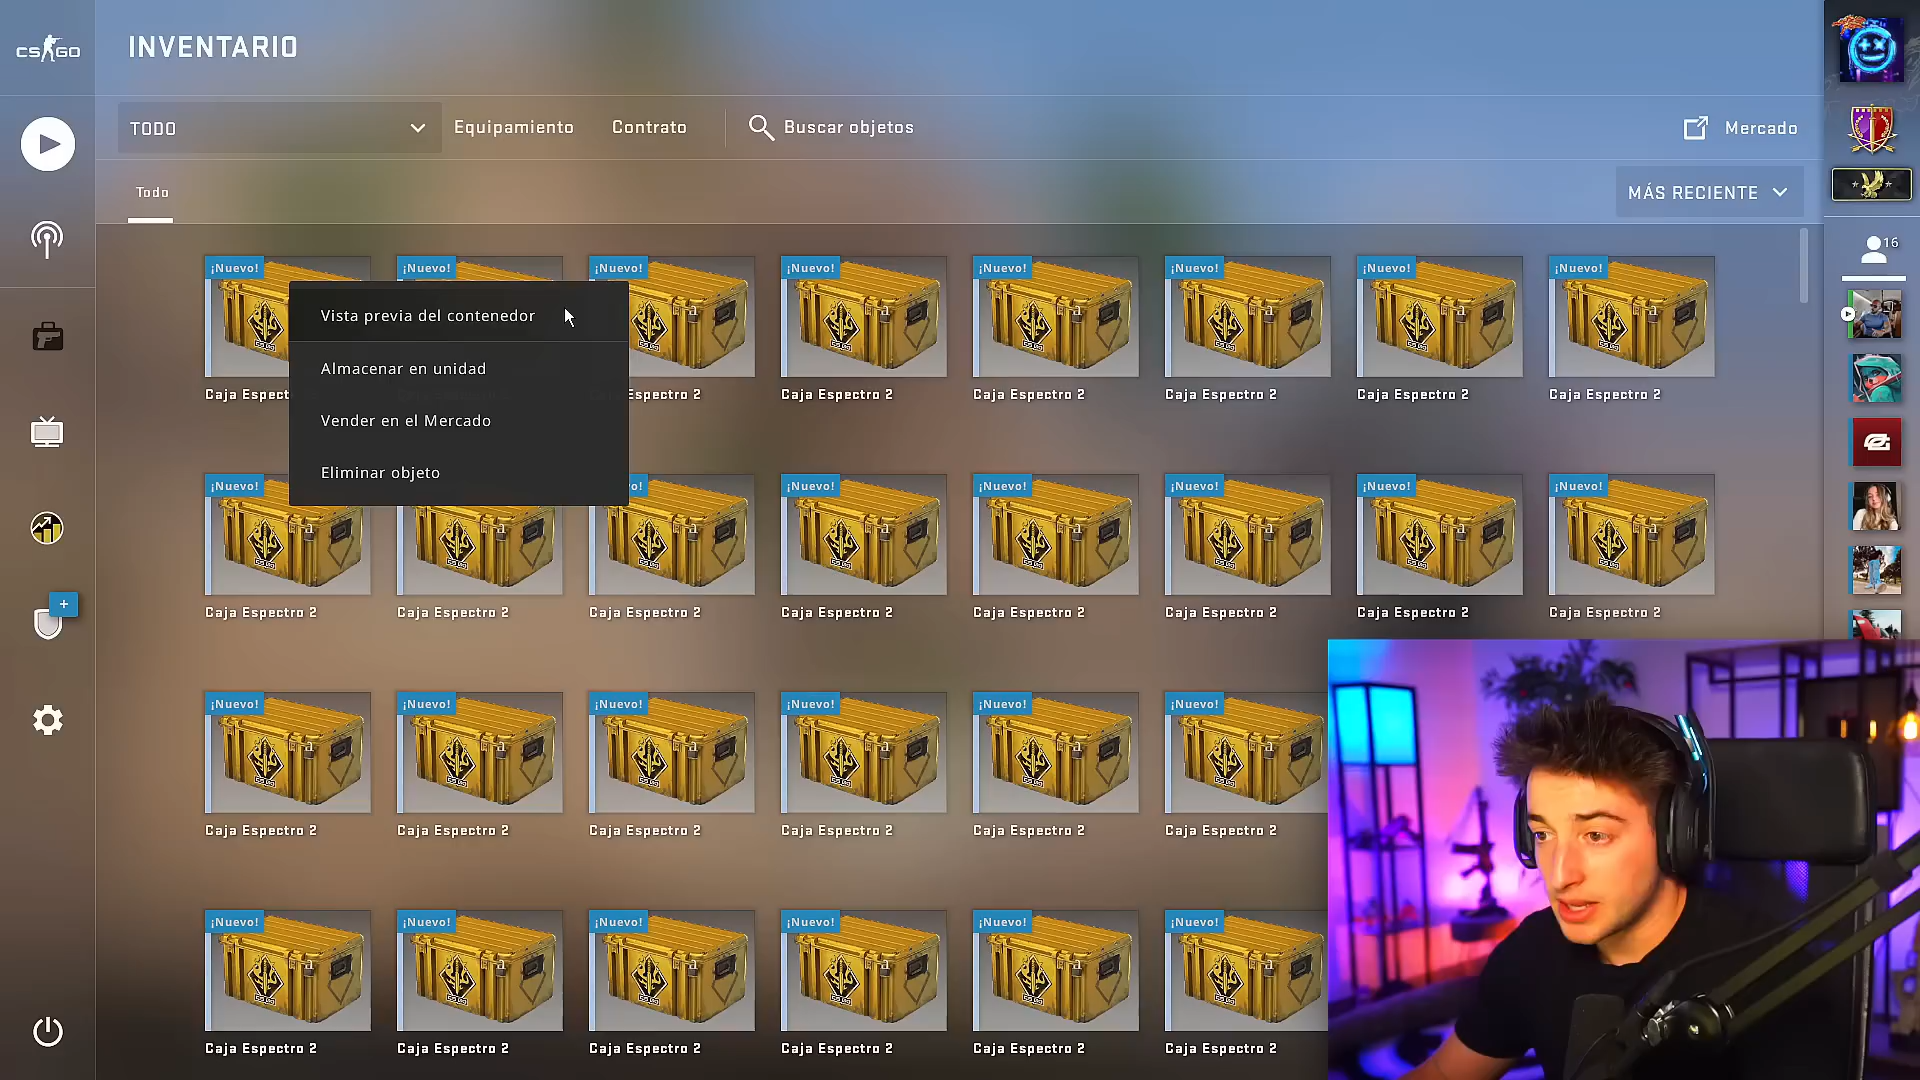 CS GO
INVENTARIO
TODO
Equipamiento
Contrato
Buscar objetos
Mercado
Todo
MÁS RECIENTE
16
¡Nuevo! ¡Nuevo! ¡Nuevo! ¡Nuevo! ¡Nuevo! ¡Nuevo! ¡Nuevo! ¡Nuevo!
Vista previa del contenedor
Almacenar en unidad
Vender en el Mercado
Eliminar objeto
Caja Espect spectro 2 Caja Espectro 2 Caja Espectro 2 Caja Espectro 2 Caja Espectro 2 Caja Espectro 2
¡Nuevo! vo! ¡Nuevo! ¡Nuevo! ¡Nuevo! ¡Nuevo! ¡Nuevo!
Caja Espectro 2 Caja Espectro 2 Caja Espectro 2 Caja Espectro 2 Caja Espectro 2 Caja Espectro 2 Caja Espectro 2 Caja Espectro 2
+
¡Nuevo! ¡Nuevo! ¡Nuevo! ¡Nuevo! ¡Nuevo! ¡Nuevo!
Caja Espectro 2 Caja Espectro 2 Caja Espectro 2 Caja Espectro 2 Caja Espectro 2 Caja Espectro 2
¡Nuevo! ¡Nuevo! ¡Nuevo! ¡Nuevo! ¡Nuevo! ¡Nuevo!
Caja Espectro 2 Caja Espectro 2 Caja Espectro 2 Caja Espectro 2 Caja Espectro 2 Caja Espectro 2